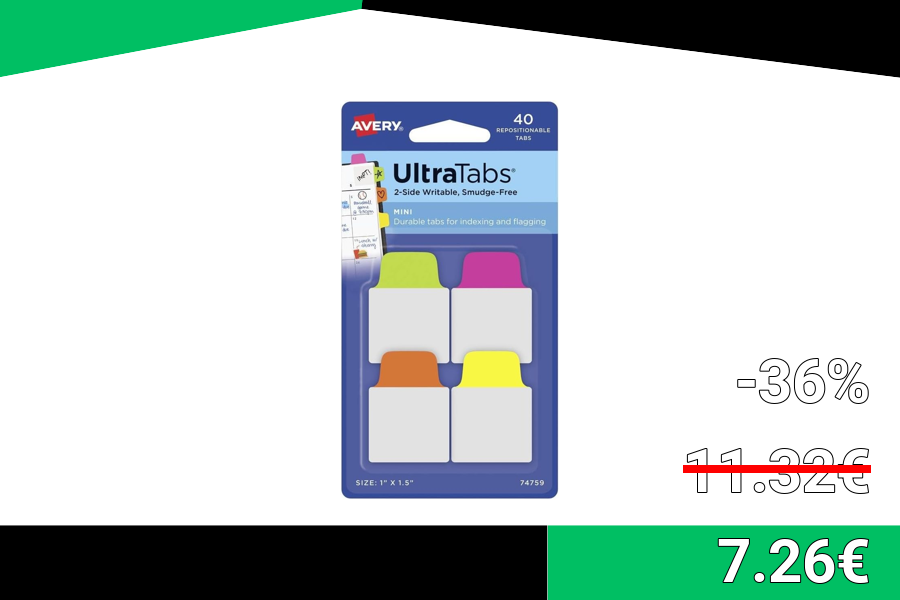 AVERY®
40
REPOSITIONABLE
TABS
UltraTabs®
2-Side Writable, Smudge-Free
MINI
Durable tabs for indexing and flagging
SIZE: 1" X 1.5"
74759
-36%
11.32€
7.26€